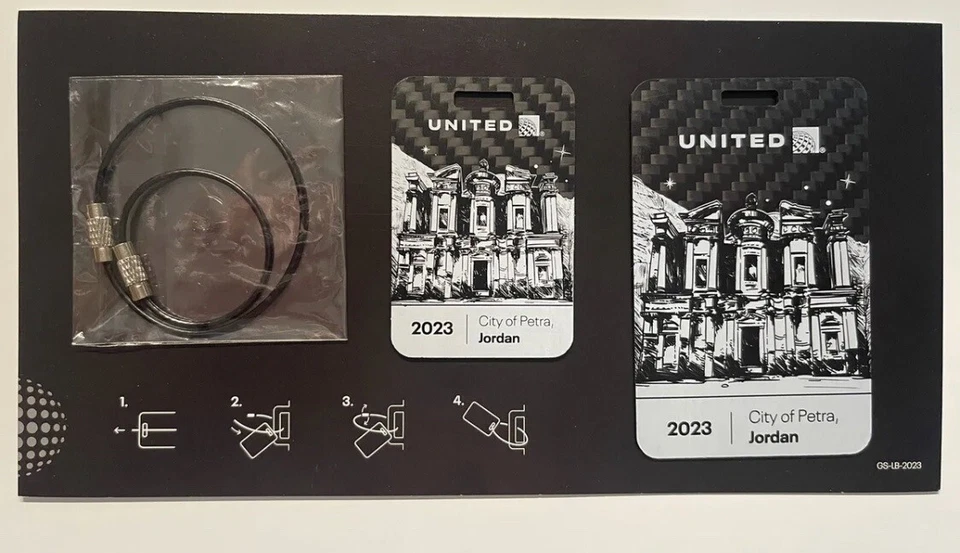 UNITED
2023
City of Petra,
Jordan
UNITED
2023
City of Petra,
Jordan
1.
2.
3.
4.
GS-LB-2023